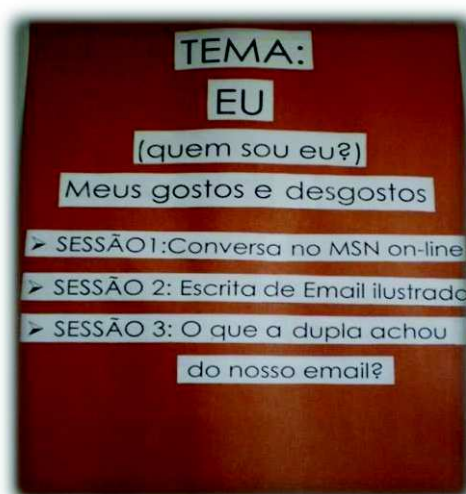 TEMA:
EU
(quem sou eu?)
Meus gostos e desgostos
➢ SESSÃO1:Conversa no MSN on-line
➢ SESSÃO 2: Escrita de Email ilustrado
➢ SESSÃO 3: O que a dupla achou
do nosso email?